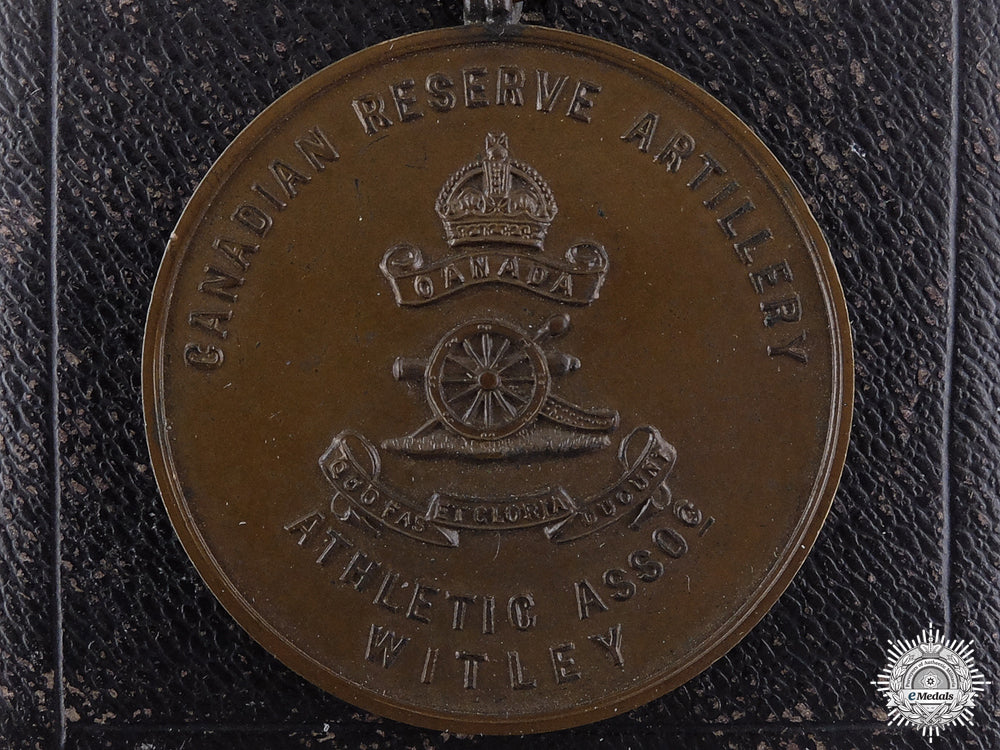 CANADIAN RESERVE ARTILLERY
CANADA
QUO FAS ET GLORIA DUCUNT
ATHLETIC ASSOC
WITLEY
eMedals